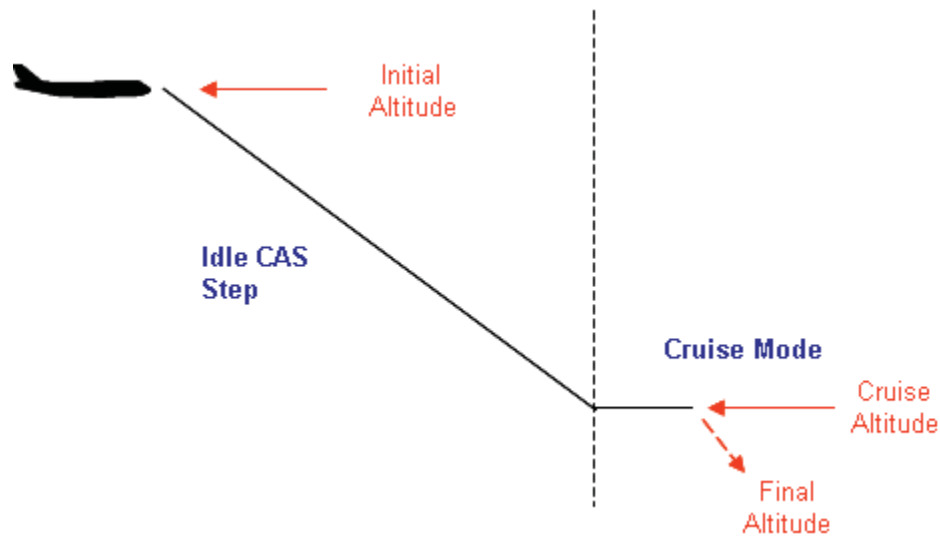 Initial
Altitude
Idle CAS
Step
Cruise Mode
Cruise
Altitude
Final
Altitude